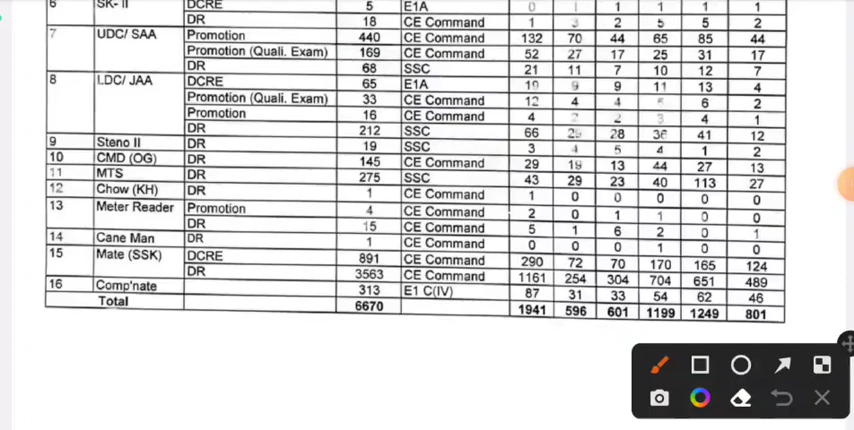 6 SK- II DCRE 5 E1A 0 1 1 1 1 1
DR 18 CE Command 1 3 2 5 5 2
7 UDC/ SAA Promotion 440 CE Command 132 70 44 65 85 44
Promotion (Quali. Exam) 169 CE Command 52 27 17 25 31 17
DR 68 SSC 21 11 7 10 12 7
8 LDC/ JAA DCRE 65 E1A 19 9 9 11 13 4
Promotion (Quali. Exam) 33 CE Command 12 4 4 5 6 2
Promotion 16 CE Command 4 2 2 3 4 1
DR 212 SSC 66 29 28 36 41 12
9 Steno II DR 19 SSC 3 4 5 4 1 2
10 CMD (OG) DR 145 CE Command 29 19 13 44 27 13
11 MTS DR 275 SSC 43 29 23 40 113 27
12 Chow (KH) DR 1 CE Command 1 0 0 0 0 0
13 Meter Reader Promotion 4 CE Command 2 0 1 1 0 0
DR 15 CE Command 5 1 6 2 0 1
14 Cane Man DR 1 CE Command 0 0 0 1 0 0
15 Mate (SSK) DCRE 891 CE Command 290 72 70 170 165 124
DR 3563 CE Command 1161 254 304 704 651 489
16 Comp'nate 313 E1 C(IV) 87 31 33 54 62 46
Total 6670 1941 596 601 1199 1249 801